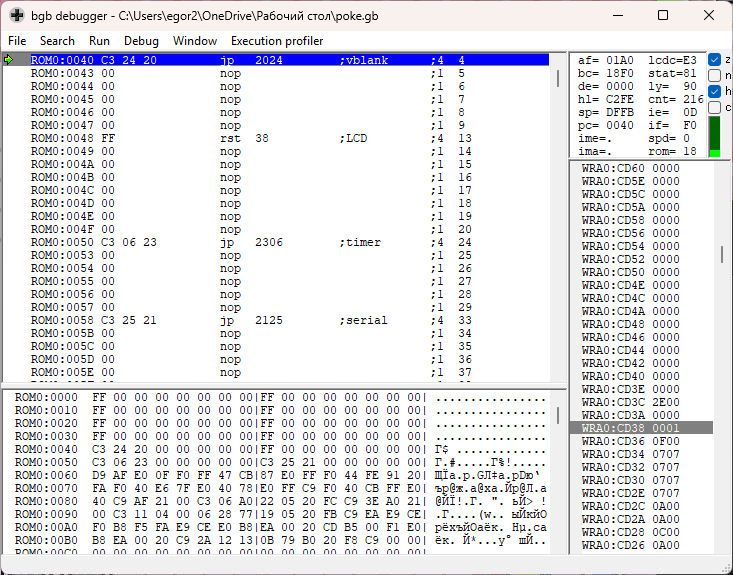 bgb debugger - C:\Users\egor2\OneDrive\Рабочий стол\poke.gb
File Search Run Debug Window Execution profiler
ROM0:0040 C3 24 20 jp 2024 ;vblank ;4 4
ROM0:0043 00 nop ;1 5
ROM0:0044 00 nop ;1 6
ROM0:0045 00 nop ;1 7
ROM0:0046 00 nop ;1 8
ROM0:0047 00 nop ;1 9
ROM0:0048 FF rst 38 ;LCD ;4 13
ROM0:0049 00 nop ;1 14
ROM0:004A 00 nop ;1 15
ROM0:004B 00 nop ;1 16
ROM0:004C 00 nop ;1 17
ROM0:004D 00 nop ;1 18
ROM0:004E 00 nop ;1 19
ROM0:004F 00 nop ;1 20
ROM0:0050 C3 06 23 jp 2306 ;timer ;4 24
ROM0:0053 00 nop ;1 25
ROM0:0054 00 nop ;1 26
ROM0:0055 00 nop ;1 27
ROM0:0056 00 nop ;1 28
ROM0:0057 00 nop ;1 29
ROM0:0058 C3 25 21 jp 2125 ;serial ;4 33
ROM0:005B 00 nop ;1 34
ROM0:005C 00 nop ;1 35
ROM0:005D 00 nop ;1 36
ROM0:005E 00 nop ;1 37
af= 01A0 lcdc=E3 z
bc= 18F0 stat=81 n
de= 0000 ly= 90 h
hl= C2FE cnt= 216 c
sp= DFFB ie= 0D
pc= 0040 if= F0
ime=. spd= 0
ima=. rom= 18
WRA0:CD60 0000
WRA0:CD5E 0000
WRA0:CD5C 0000
WRA0:CD5A 0000
WRA0:CD58 0000
WRA0:CD56 0000
WRA0:CD54 0000
WRA0:CD52 0000
WRA0:CD50 0000
WRA0:CD4E 0000
WRA0:CD4C 0000
WRA0:CD4A 0000
WRA0:CD48 0000
WRA0:CD46 0000
WRA0:CD44 0000
WRA0:CD42 0000
WRA0:CD40 0000
WRA0:CD3E 0000
WRA0:CD3C 2E00
WRA0:CD3A 0000
WRA0:CD38 0001
WRA0:CD36 0F00
WRA0:CD34 0707
WRA0:CD32 0707
WRA0:CD30 0707
WRA0:CD2E 0707
WRA0:CD2C 0A00
WRA0:CD2A 0A00
WRA0:CD28 0C00
WRA0:CD26 0A00
ROM0:0000 FF 00 00 00 00 00 00 00|FF 00 00 00 00 00 00 00| ................
ROM0:0010 FF 00 00 00 00 00 00 00|FF 00 00 00 00 00 00 00| ................
ROM0:0020 FF 00 00 00 00 00 00 00|FF 00 00 00 00 00 00 00| ................
ROM0:0030 FF 00 00 00 00 00 00 00|FF 00 00 00 00 00 00 00| ................
ROM0:0040 C3 24 20 00 00 00 00 00|FF 00 00 00 00 00 00 00| Г$ .............
ROM0:0050 C3 06 23 00 00 00 00 00|C3 25 21 00 00 00 00 00| Г.#.....Г%!.....
ROM0:0060 D9 AF E0 0F F0 FF 47 CB|87 E0 FF F0 44 FE 91 20
ROM0:0070 FA F0 40 E6 7F E0 40 78|E0 FF C9 F0 40 CB FF E0|
ROM0:0080 40 C9 AF 21 00 C3 06 28|22 05 20 FC C9 3E A0 21|
ROM0:0090 00 C3 11 04 00 06 28 77|19 05 20 FB C9 EA E9 CE|
ROM0:00A0 F0 B8 F5 FA E9 CE E0 B8|EA 00 20 CD B5 00 F1 E0|
ROM0:00B0 B8 EA 00 20 C9 2A 12 13|0B 79 B0 20 F8 C9 00 00|